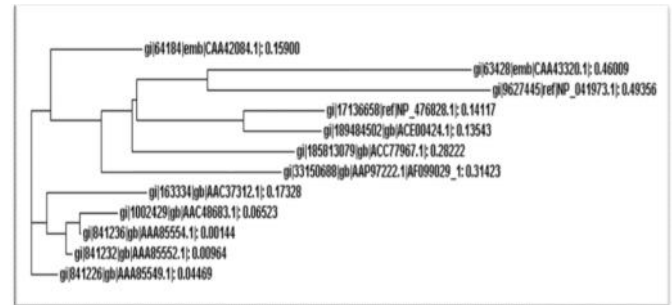 gi|64184|emb|CAA42084.1|; 0.15900
gi|63428|emb|CAA43320.1|; 0.46009
gi|9627445|ref|NP_041973.1|; 0.49356
gi|17136658|ref|NP_476828.1|; 0.14117
gi|189484502|gb|ACE00424.1|; 0.13543
gi|185813079|gb|ACC77967.1|; 0.28222
gi|33150688|gb|AAP97222.1|AF099029_1; 0.31423
gi|163334|gb|AAC37312.1|; 0.17328
gi|1002429|gb|AAC48683.1|; 0.06523
gi|841236|gb|AAA85554.1|; 0.00144
gi|841232|gb|AAA85552.1|; 0.00964
gi|841226|gb|AAA85549.1|; 0.04469